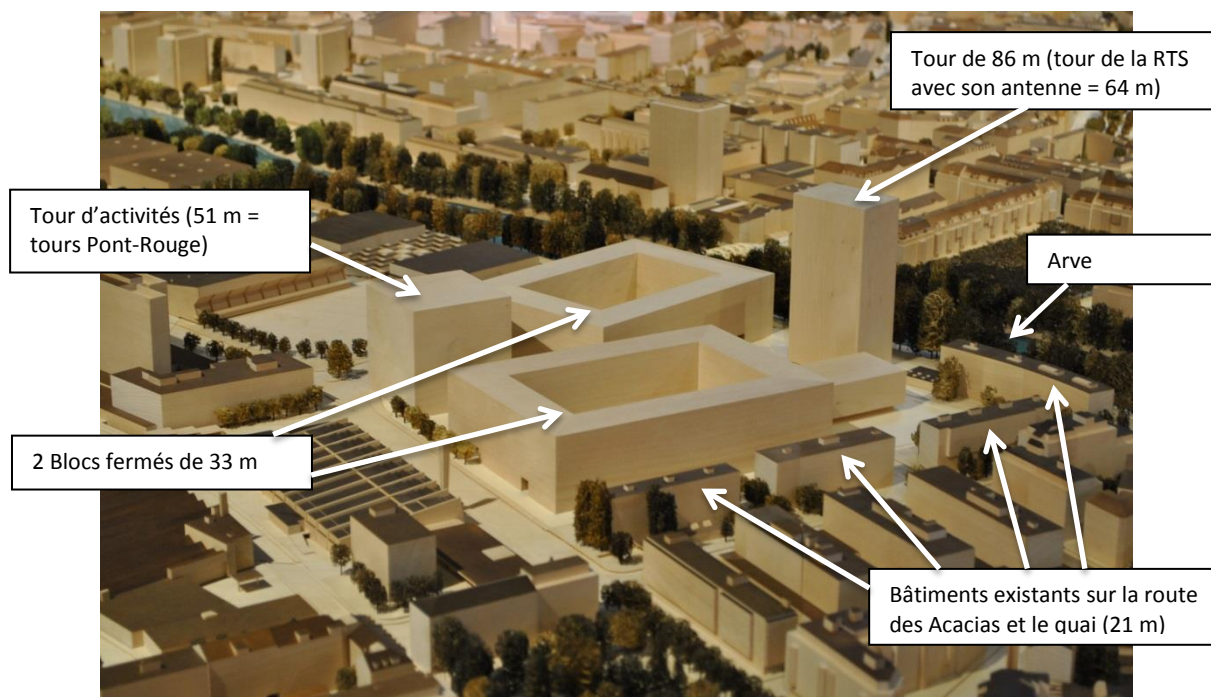 Tour de 86 m (tour de la RTS
avec son antenne = 64 m)
Tour d’activités (51 m =
tours Pont-Rouge)
Arve
2 Blocs fermés de 33 m
Bâtiments existants sur la route
des Acacias et le quai (21 m)